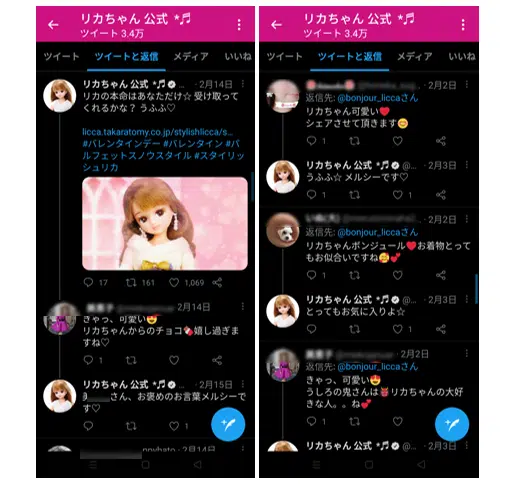 リカちゃん 公式 *♬
ツイート 3.4万
ツイート ツイートと返信 メディア いいね
リカちゃん 公式 *♬ … · 2月14日
リカの本命はあなただけ☆ 受け取って
くれるかな？ うふふ♡
licca.takaratomy.co.jp/stylishlicca/s...
#バレンタインデー #バレンタイン #パ
ルフェットスノウスタイル #スタイリッ
シュリカ
17 161 1,069
2月14日
きゃっ、可愛い😍
リカちゃんからのチョコ🍫嬉し過ぎま
すね♡
1
リカちゃん 公式 *♬ … · 2月15日
さん、お褒めのお言葉メルシーで
す♡
2月14日
リカちゃん 公式 *♬
ツイート 3.4万
ツイート ツイートと返信 メディア いいね
· 2月2日
返信先: @bonjour_liccaさん
リカちゃん可愛い❤️
シェアさせて頂きます😊
1 1
リカちゃん 公式 *♬ @... · 2月3日
うふふ☆ メルシーです♡
1
· 2月2日
返信先: @bonjour_liccaさん
リカちゃんボンジュール❤️お着物とって
もお似合いですね🥰💕
1
リカちゃん 公式 *♬ @... · 2月3日
とってもお気に入りよ☆
1
· 2月2日
返信先: @bonjour_liccaさん
きゃっ、可愛い😍
うしろの鬼さんは👹リカちゃんの大好
きな人。。ね💕
1 1
リカちゃん 公式 *♬ @... · 2月3日